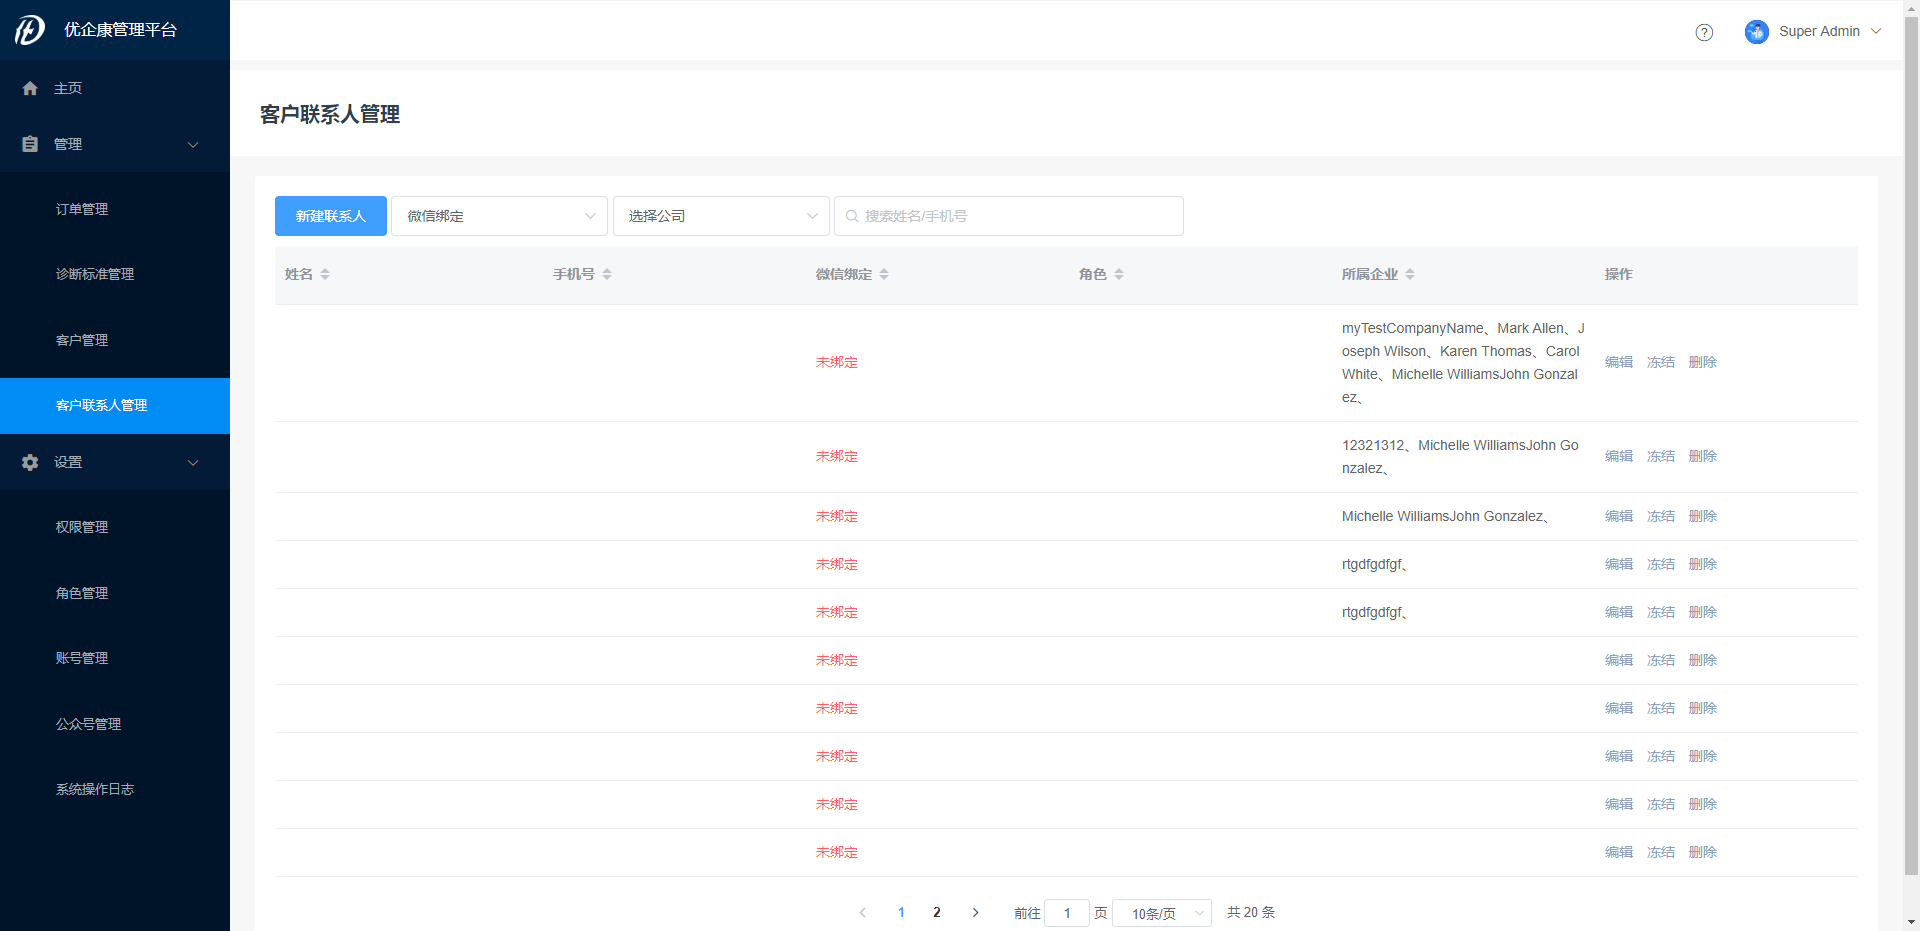 优企康管理平台
Super Admin
主页
管理
订单管理
诊断标准管理
客户管理
客户联系人管理
设置
权限管理
角色管理
账号管理
公众号管理
系统操作日志
客户联系人管理
新建联系人 微信绑定 选择公司 搜索姓名/手机号
姓名 手机号 微信绑定 角色 所属企业 操作
myTestCompanyName、Mark Allen、J
oseph Wilson、Karen Thomas、Carol
White、Michelle WilliamsJohn Gonzal
ez、
未绑定 编辑 冻结 删除
12321312、Michelle WilliamsJohn Go
nzalez、
未绑定 编辑 冻结 删除
未绑定 Michelle WilliamsJohn Gonzalez、 编辑 冻结 删除
未绑定 rtgdfgdfgf、 编辑 冻结 删除
未绑定 rtgdfgdfgf、 编辑 冻结 删除
未绑定 编辑 冻结 删除
未绑定 编辑 冻结 删除
未绑定 编辑 冻结 删除
未绑定 编辑 冻结 删除
未绑定 编辑 冻结 删除
1 2 前往 1 页 10条/页 共 20 条